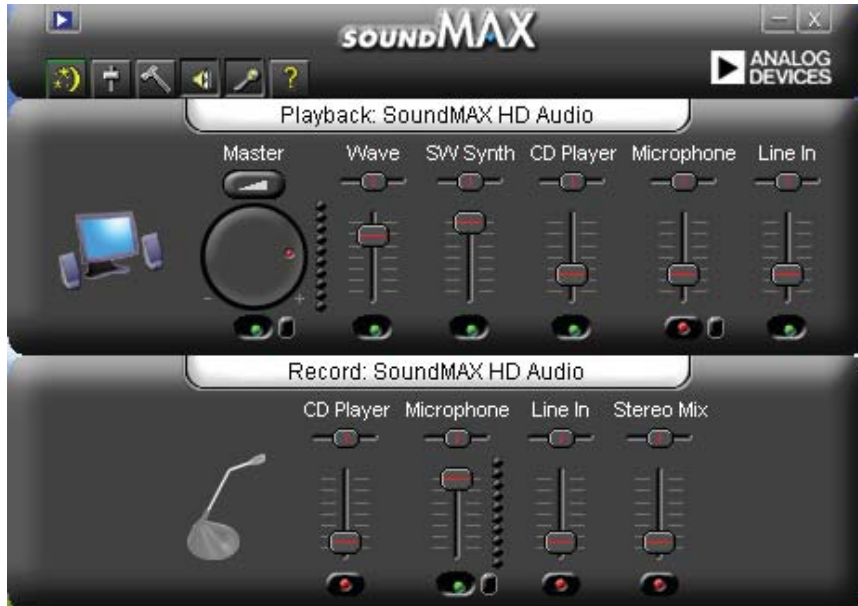 SOUNDMAX
X
ANALOG
DEVICES
?
Playback: SoundMAX HD Audio
Master Wave SW Synth CD Player Microphone Line In
- +
Record: SoundMAX HD Audio
CD Player Microphone Line In Stereo Mix